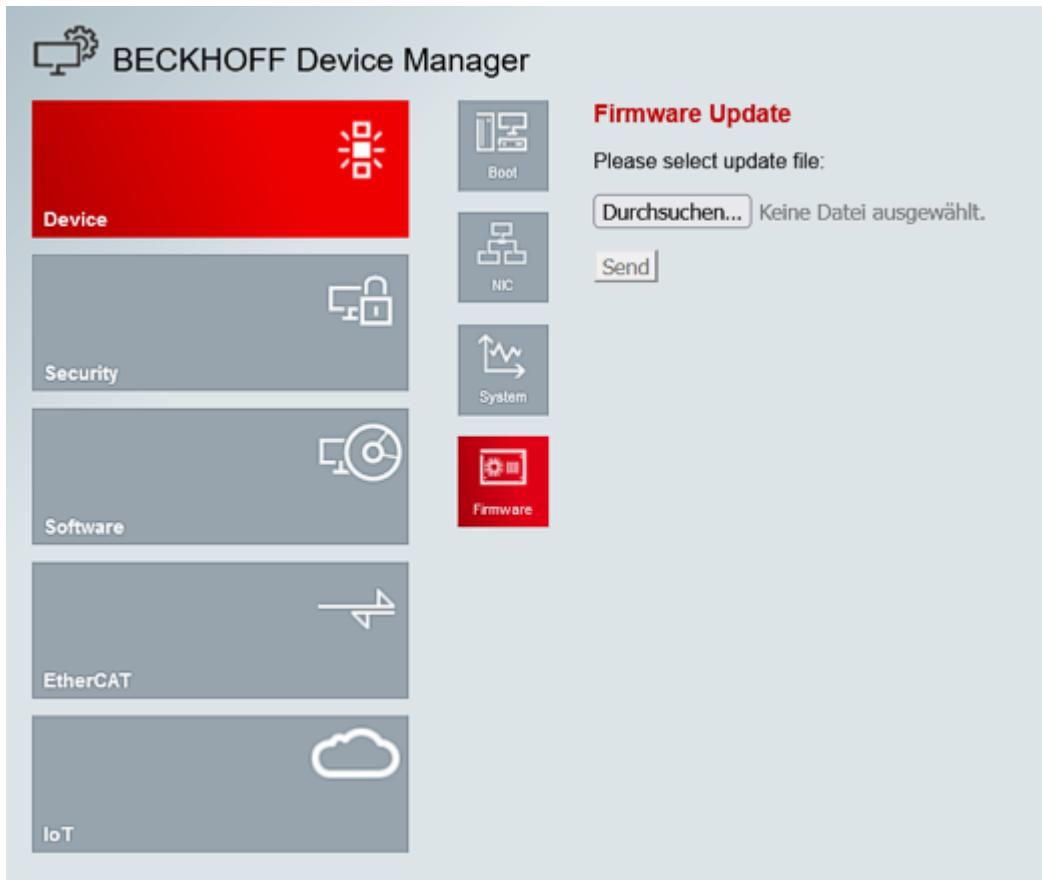 BECKHOFF Device Manager
Device
Security
Software
EtherCAT
IoT
Boot
NIC
System
Firmware
Firmware Update
Please select update file:
Durchsuchen... Keine Datei ausgewählt.
Send